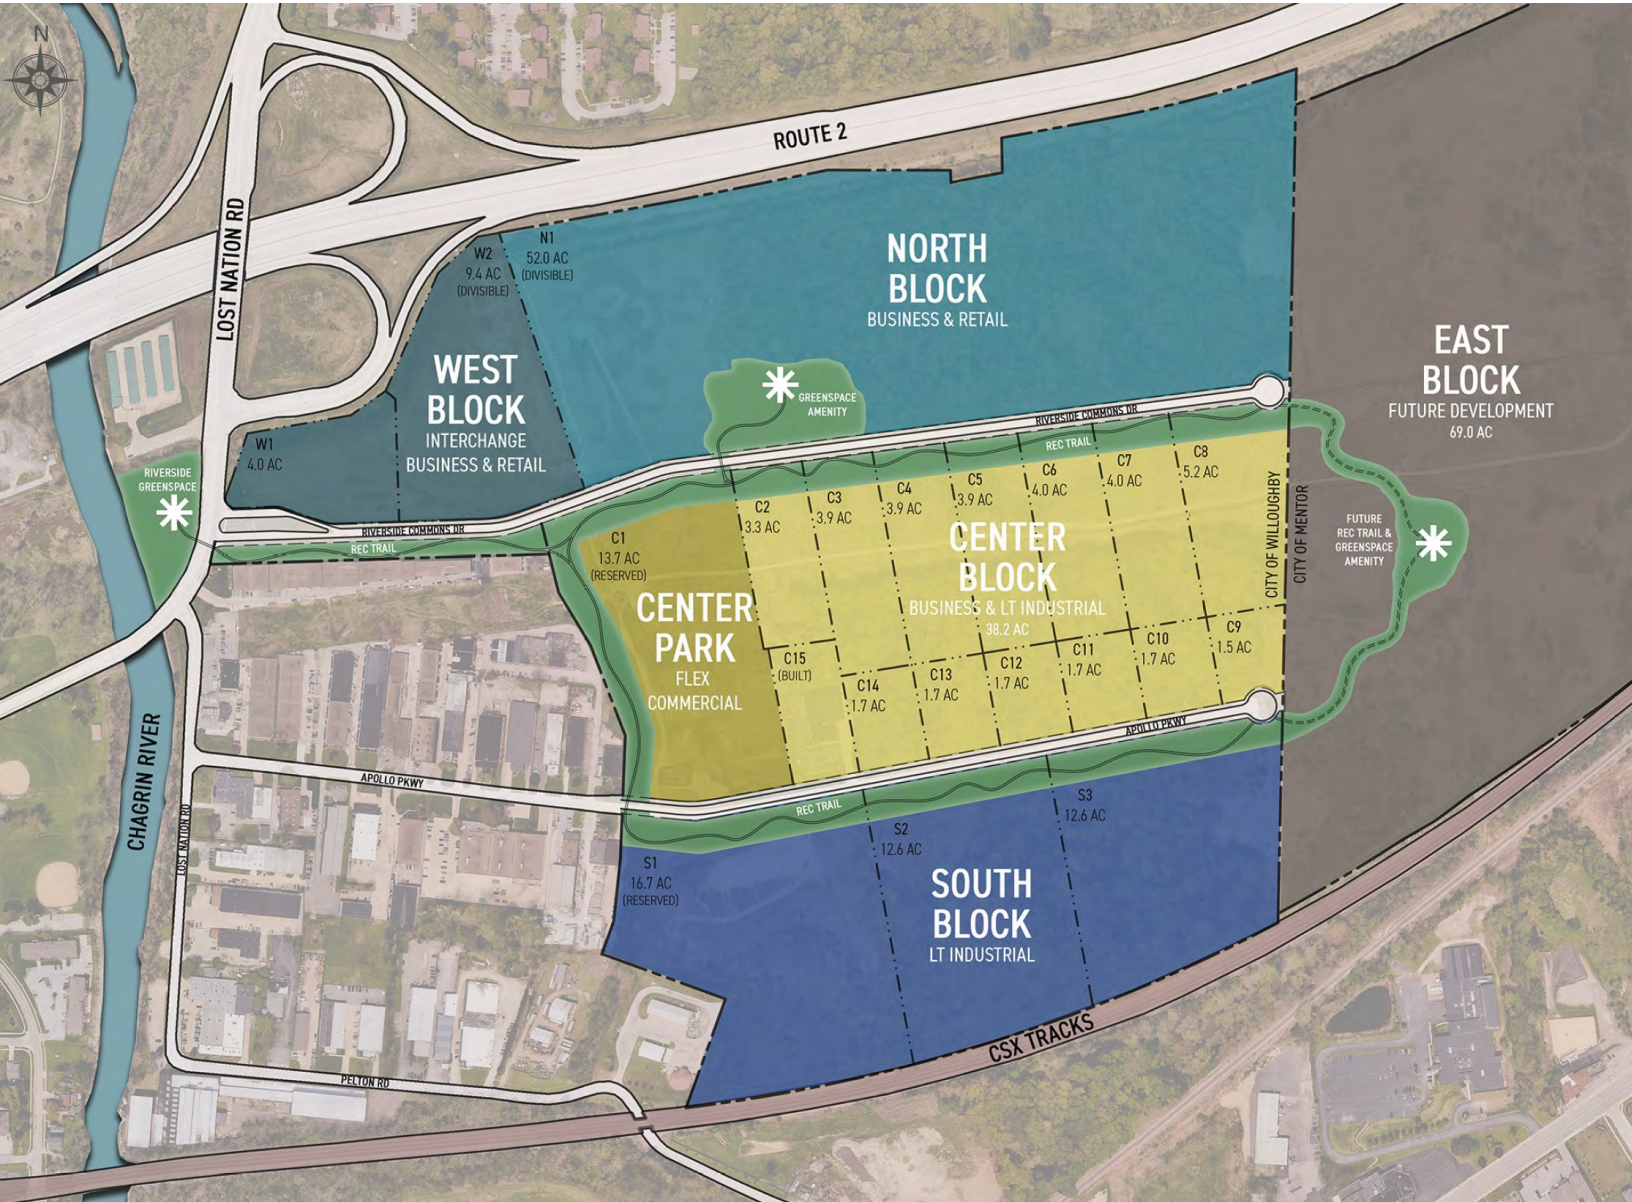 N
ROUTE 2
LOST NATION RD
W2
9.4 AC
(DIVISIBLE)
N1
52.0 AC
(DIVISIBLE)
NORTH
BLOCK
BUSINESS & RETAIL
WEST
BLOCK
INTERCHANGE
BUSINESS & RETAIL
W1
4.0 AC
EAST
BLOCK
FUTURE DEVELOPMENT
69.0 AC
GREENSPACE
AMENITY
RIVERSIDE COMMONS DR
REC TRAIL
RIVERSIDE
GREENSPACE
RIVERSIDE COMMONS DR
REC TRAIL
C1
13.7 AC
(RESERVED)
CENTER
PARK
FLEX
COMMERCIAL
C2
3.3 AC
C3
3.9 AC
C4
3.9 AC
C5
3.9 AC
C6
4.0 AC
C7
4.0 AC
C8
5.2 AC
CENTER
BLOCK
BUSINESS & LT INDUSTRIAL
38.2 AC
CITY OF WILLOUGHBY
CITY OF MENTOR
FUTURE
REC TRAIL &
GREENSPACE
AMENITY
C15
(BUILT)
C14
1.7 AC
C13
1.7 AC
C12
1.7 AC
C11
1.7 AC
C10
1.7 AC
C9
1.5 AC
APOLLO PKWY
APOLLO PKWY
REC TRAIL
CHAGRIN RIVER
LOST NATION RD
S1
16.7 AC
(RESERVED)
S2
12.6 AC
S3
12.6 AC
SOUTH
BLOCK
LT INDUSTRIAL
CSX TRACKS
PELTON RD